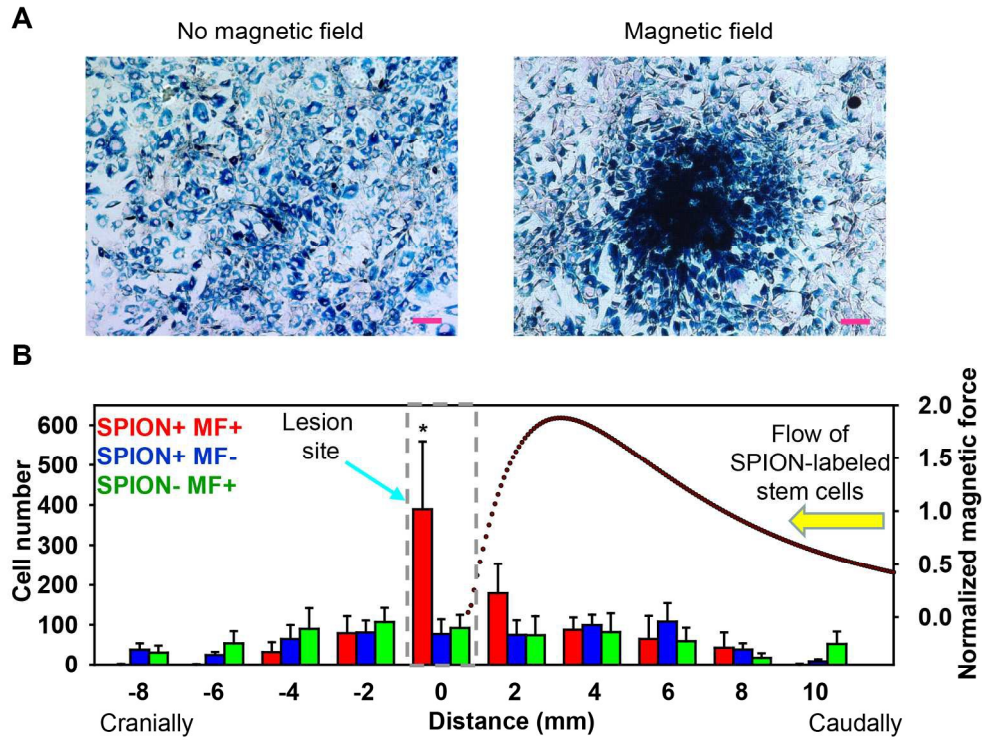 A
No magnetic field
Magnetic field
B
Cell number
600
500
400
300
200
100
0
SPION+ MF+
SPION+ MF-
SPION- MF+
Lesion
site
*
Flow of
SPION-labeled
stem cells
2.0
1.5
1.0
0.5
0.0
Normalized magnetic force
-8 -6 -4 -2 0 2 4 6 8 10
Cranially Distance (mm) Caudally